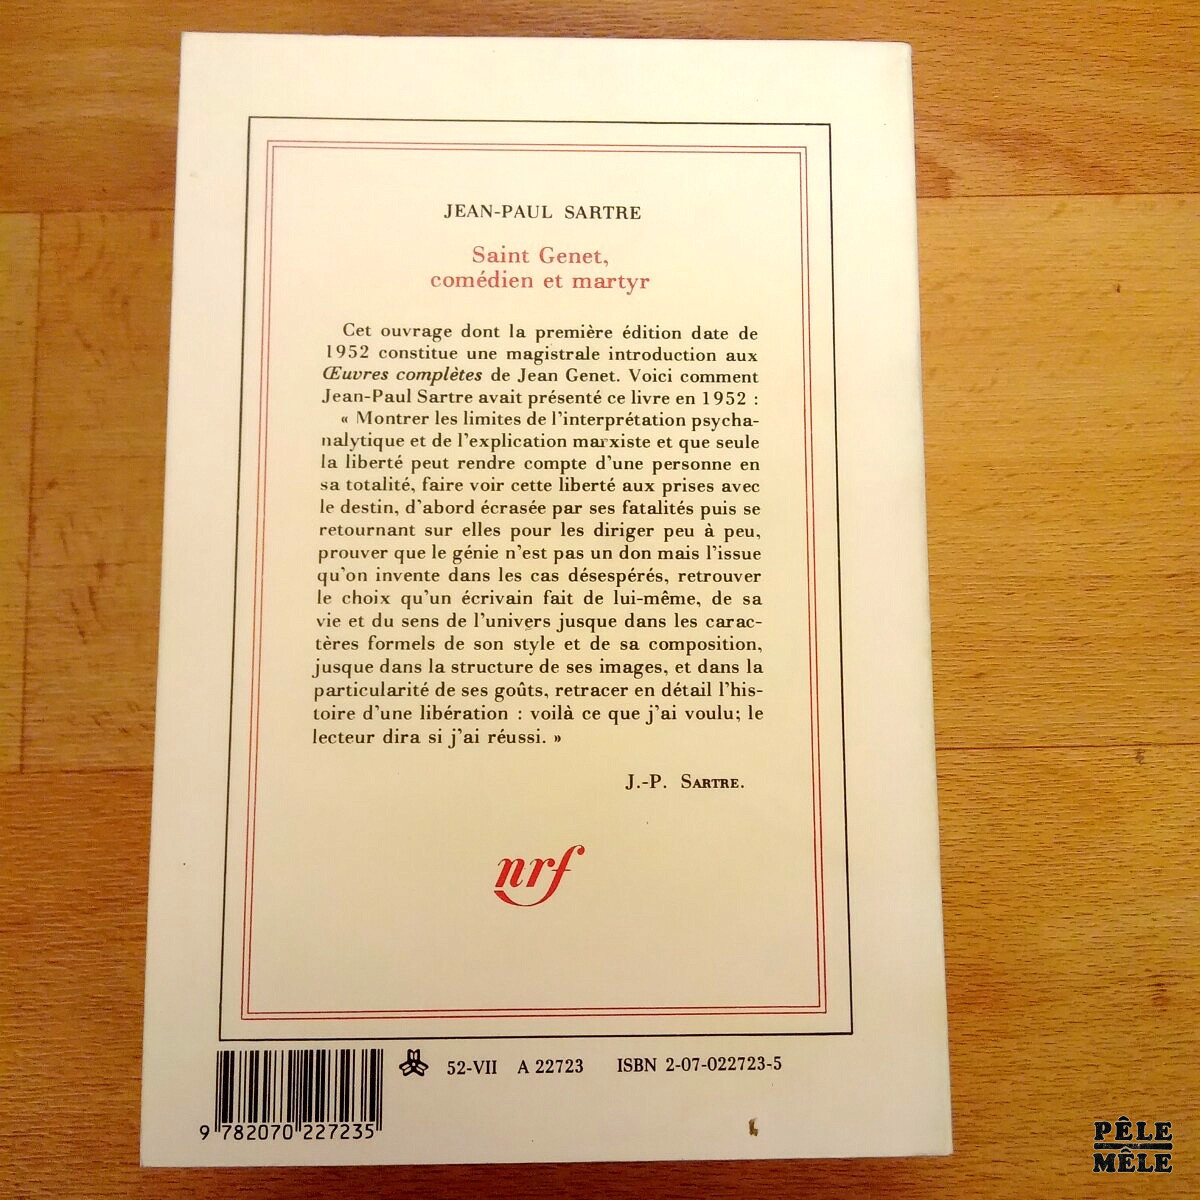 JEAN-PAUL SARTRE
Saint Genet,
comédien et martyr
Cet ouvrage dont la première édition date de
1952 constitue une magistrale introduction aux
Œuvres complètes de Jean Genet. Voici comment
Jean-Paul Sartre avait présenté ce livre en 1952 :
« Montrer les limites de l'interprétation psycha-
nalytique et de l'explication marxiste et que seule
la liberté peut rendre compte d'une personne en
sa totalité, faire voir cette liberté aux prises avec
le destin, d'abord écrasée par ses fatalités puis se
retournant sur elles pour les diriger peu à peu,
prouver que le génie n'est pas un don mais l'issue
qu'on invente dans les cas désespérés, retrouver
le choix qu'un écrivain fait de lui-même, de sa
vie et du sens de l'univers jusque dans les carac-
tères formels de son style et de sa composition,
jusque dans la structure de ses images, et dans la
particularité de ses goûts, retracer en détail l'his-
toire d'une libération : voilà ce que j'ai voulu; le
lecteur dira si j'ai réussi. »
J.-P. SARTRE.
nrf
52-VII A 22723 ISBN 2-07-022723-5
9 782070 227235
PÊLE
MÊLE